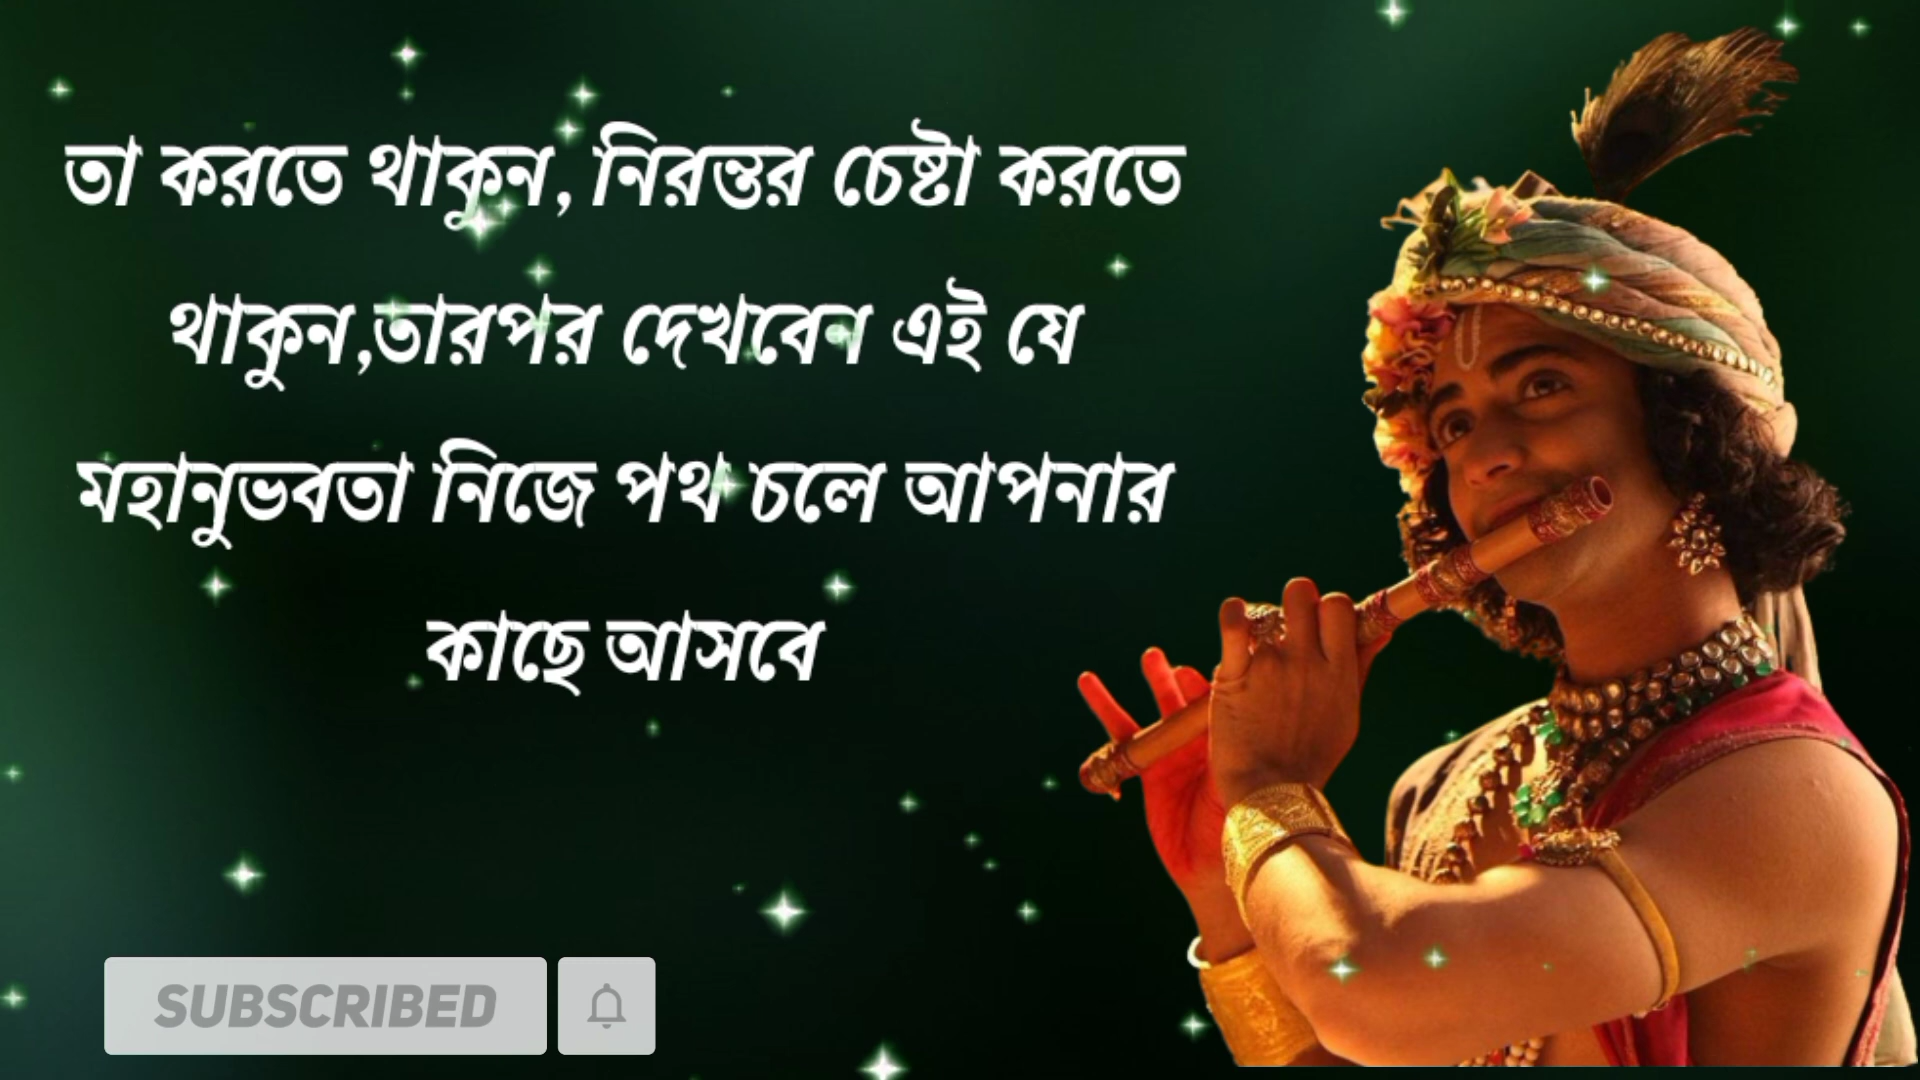 তা করতে থাকুন, নিরন্তর চেষ্টা করতে
থাকুন,তারপর দেখবেন এই যে
মহানুভবতা নিজে পথ চলে আপনার
কাছে আসবে
SUBSCRIBED